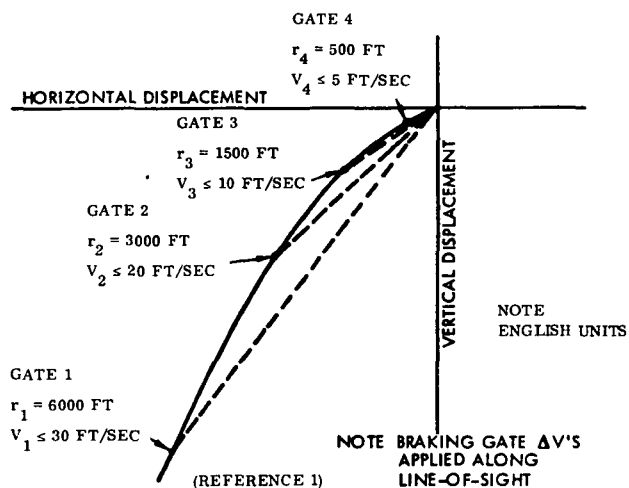 GATE 4
r4 = 500 FT
V4 ≤ 5 FT/SEC
HORIZONTAL DISPLACEMENT
GATE 3
r3 = 1500 FT
V3 ≤ 10 FT/SEC
GATE 2
r2 = 3000 FT
V2 ≤ 20 FT/SEC
VERTICAL DISPLACEMENT
NOTE
ENGLISH UNITS
GATE 1
r1 = 6000 FT
V1 ≤ 30 FT/SEC
(REFERENCE 1)
NOTE BRAKING GATE ΔV'S
APPLIED ALONG
LINE-OF-SIGHT